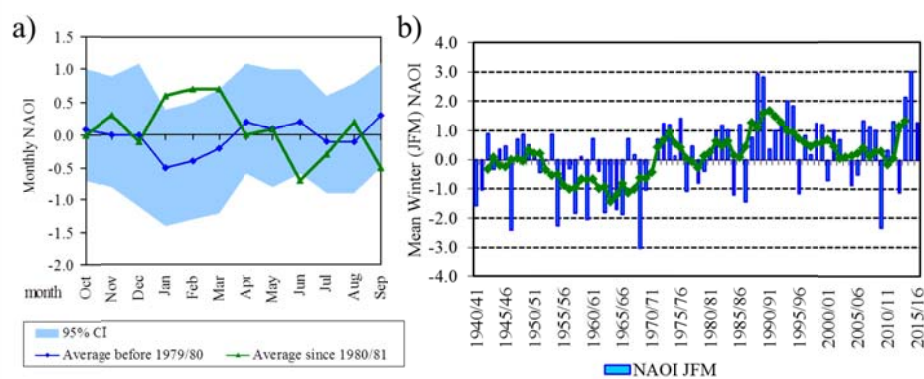 a)
Monthly NAOI
1.5
1.0
0.5
0.0
-0.5
-1.0
-1.5
-2.0
month
Oct
Nov
Dec
Jan
Feb
Mar
Apr
May
Jun
Jul
Aug
Sep
95% CI
Average before 1979/80
Average since 1980/81
b)
Mean Winter (JFM) NAOI
4.0
3.0
2.0
1.0
0.0
-1.0
-2.0
-3.0
-4.0
1940/41
1945/46
1950/51
1955/56
1960/61
1965/66
1970/71
1975/76
1980/81
1985/86
1990/91
1995/96
2000/01
2005/06
2010/11
2015/16
NAOI JFM